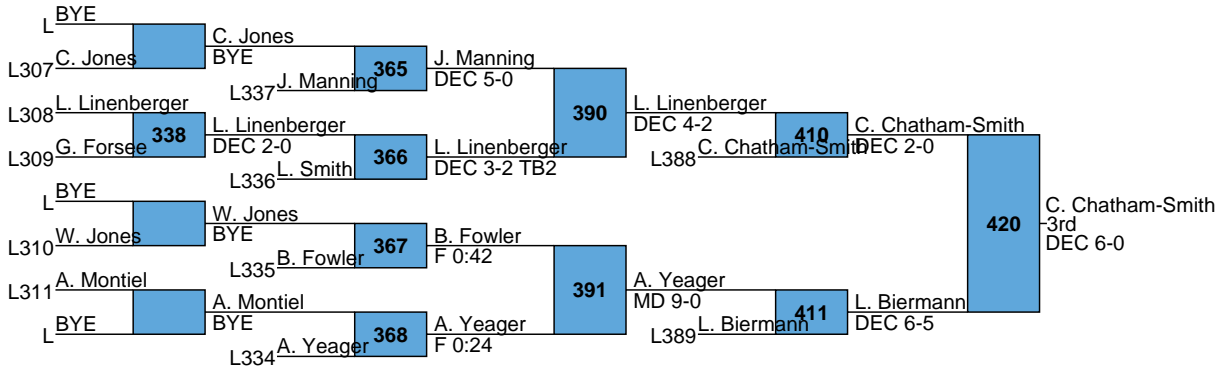 BYE
L
C. Jones
C. Jones
BYE
L307
365
J. Manning
J. Manning
DEC 5-0
L337
L. Linenberger
L308
338
L. Linenberger
DEC 2-0
G. Forsee
L309
366
L. Linenberger
DEC 3-2 TB2
L. Smith
L336
390
L. Linenberger
DEC 4-2
C. Chatham-Smith
L388
410
C. Chatham-Smith
DEC 2-0
BYE
L
W. Jones
BYE
W. Jones
L310
367
B. Fowler
F 0:42
B. Fowler
L335
A. Montiel
L311
A. Montiel
BYE
BYE
L
368
A. Yeager
F 0:24
A. Yeager
L334
391
A. Yeager
MD 9-0
L. Biermann
L389
411
L. Biermann
DEC 6-5
420
C. Chatham-Smith
3rd
DEC 6-0